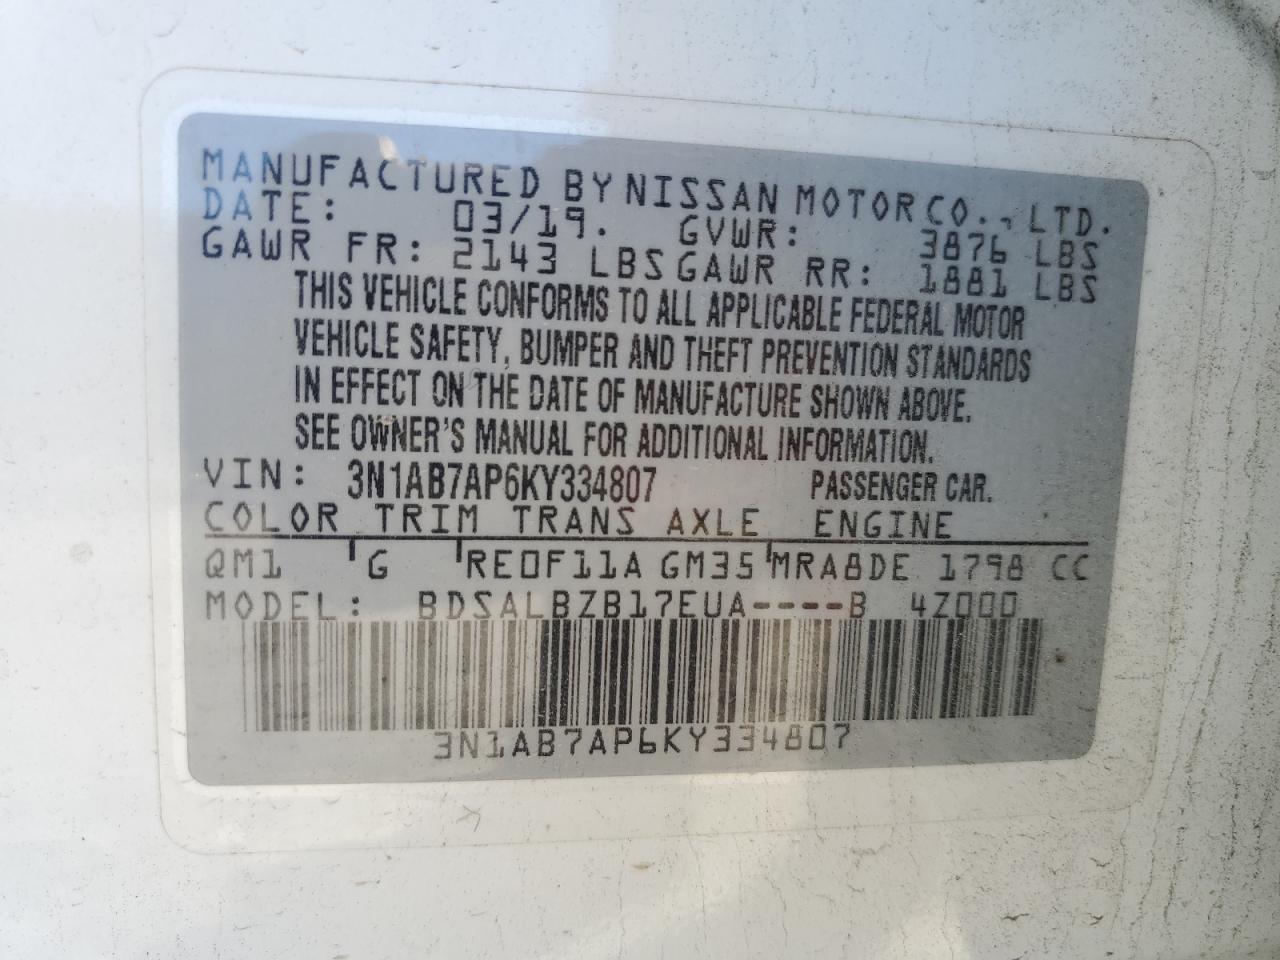 MANUFACTURED BY NISSAN MOTOR CO., LTD.
DATE: 03/19. GVWR: 3876 LBS
GAWR FR: 2143 LBS GAWR RR: 1881 LBS
THIS VEHICLE CONFORMS TO ALL APPLICABLE FEDERAL MOTOR
VEHICLE SAFETY, BUMPER AND THEFT PREVENTION STANDARDS
IN EFFECT ON THE DATE OF MANUFACTURE SHOWN ABOVE.
SEE OWNER'S MANUAL FOR ADDITIONAL INFORMATION.
VIN: 3N1AB7AP6KY334807 PASSENGER CAR.
COLOR TRIM TRANS AXLE ENGINE
QM1 G RE0F11A GM35 MRA8DE 1798 CC
MODEL: BDSALBZB17EUA----B 4Z000
3N1AB7AP6KY334807